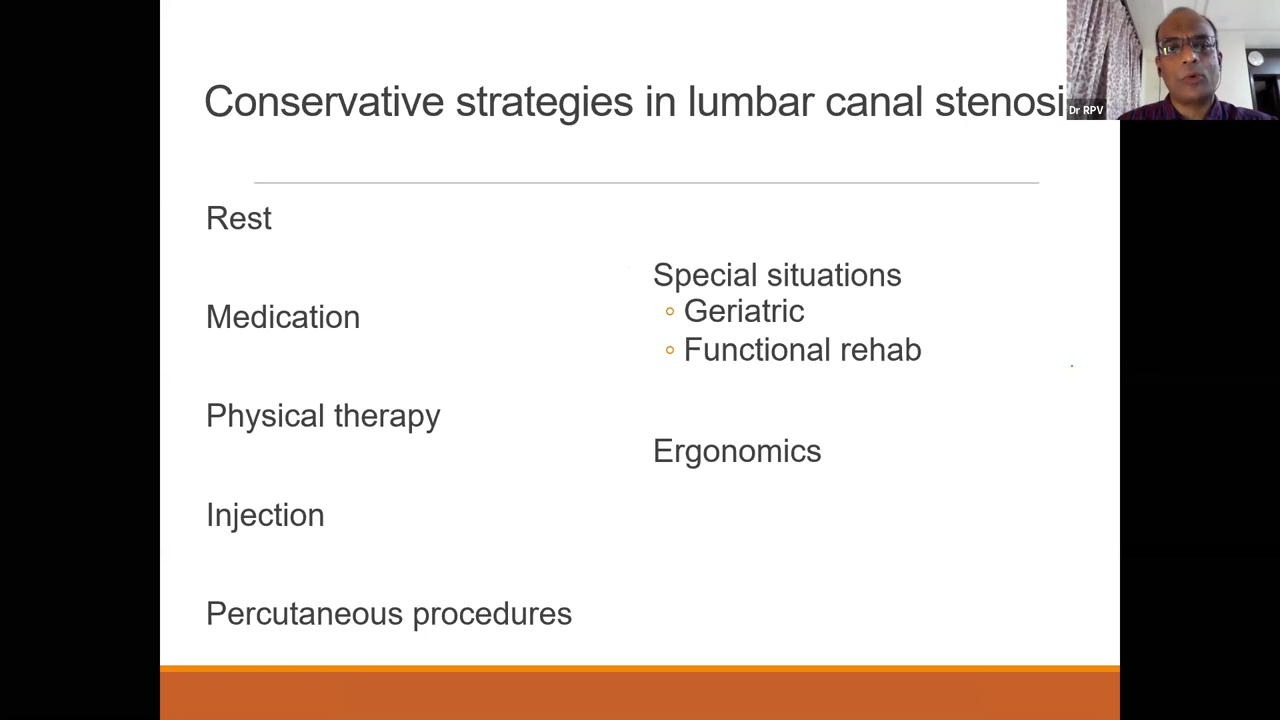 Conservative strategies in lumbar canal stenosi
Dr RPV
Rest
Medication
Physical therapy
Injection
Percutaneous procedures
Special situations
Geriatric
Functional rehab
Ergonomics